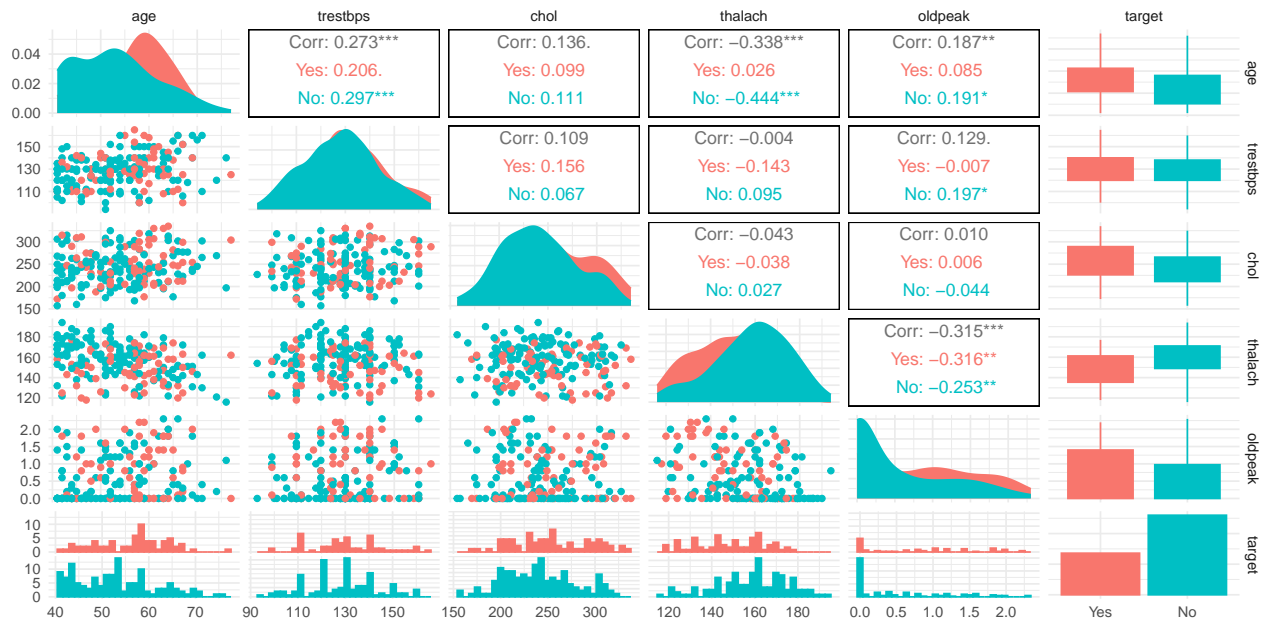 age trestbps chol thalach oldpeak target
0.04
0.02
0.00
Corr: 0.273***
Yes: 0.206.
No: 0.297***
Corr: 0.136.
Yes: 0.099
No: 0.111
Corr: −0.338***
Yes: 0.026
No: −0.444***
Corr: 0.187**
Yes: 0.085
No: 0.191*
age
150
130
110
Corr: 0.109
Yes: 0.156
No: 0.067
Corr: −0.004
Yes: −0.143
No: 0.095
Corr: 0.129.
Yes: −0.007
No: 0.197*
trestbps
300
250
200
150
Corr: −0.043
Yes: −0.038
No: 0.027
Corr: 0.010
Yes: 0.006
No: −0.044
chol
180
160
140
120
Corr: −0.315***
Yes: −0.316**
No: −0.253**
thalach
2.0
1.5
1.0
0.5
0.0
oldpeak
10
5
0
10
5
0
target
40 50 60 70 90 110 130 150 150 200 250 300 120 140 160 180 0.0 0.5 1.0 1.5 2.0 Yes No